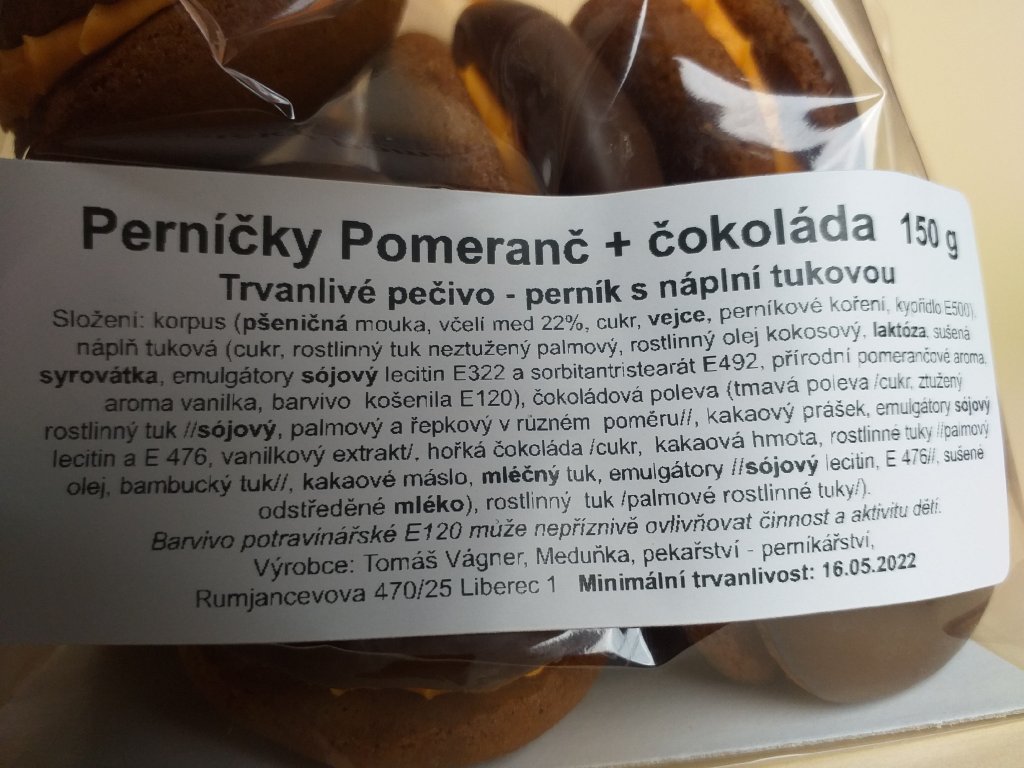 Perníčky Pomeranč + čokoláda 150 g
Trvanlivé pečivo - perník s náplní tukovou
Složení: korpus (pšeničná mouka, včelí med 22%, cukr, vejce, perníkové koření, kypřidlo E500),
náplň tuková (cukr, rostlinný tuk neztužený palmový, rostlinný olej kokosový, laktóza, sušená
syrovátka, emulgátory sójový lecitin E322 a sorbitantristearát E492, přírodní pomerančové aroma,
aroma vanilka, barvivo košenila E120), čokoládová poleva (tmavá poleva /cukr, ztužený
rostlinný tuk //sójový, palmový a řepkový v různém poměru//, kakaový prášek, emulgátory sójový
lecitin a E 476, vanilkový extrakt/, hořká čokoláda /cukr, kakaová hmota, rostlinné tuky //palmový
olej, bambucký tuk//, kakaové máslo, mléčný tuk, emulgátory //sójový lecitin, E 476//, sušené
odstředěné mléko), rostlinný tuk /palmové rostlinné tuky/).
Barvivo potravinářské E120 může nepříznivě ovlivňovat činnost a aktivitu dětí.
Výrobce: Tomáš Vágner, Meduňka, pekařství - perníkářství,
Rumjancevova 470/25 Liberec 1 Minimální trvanlivost: 16.05.2022